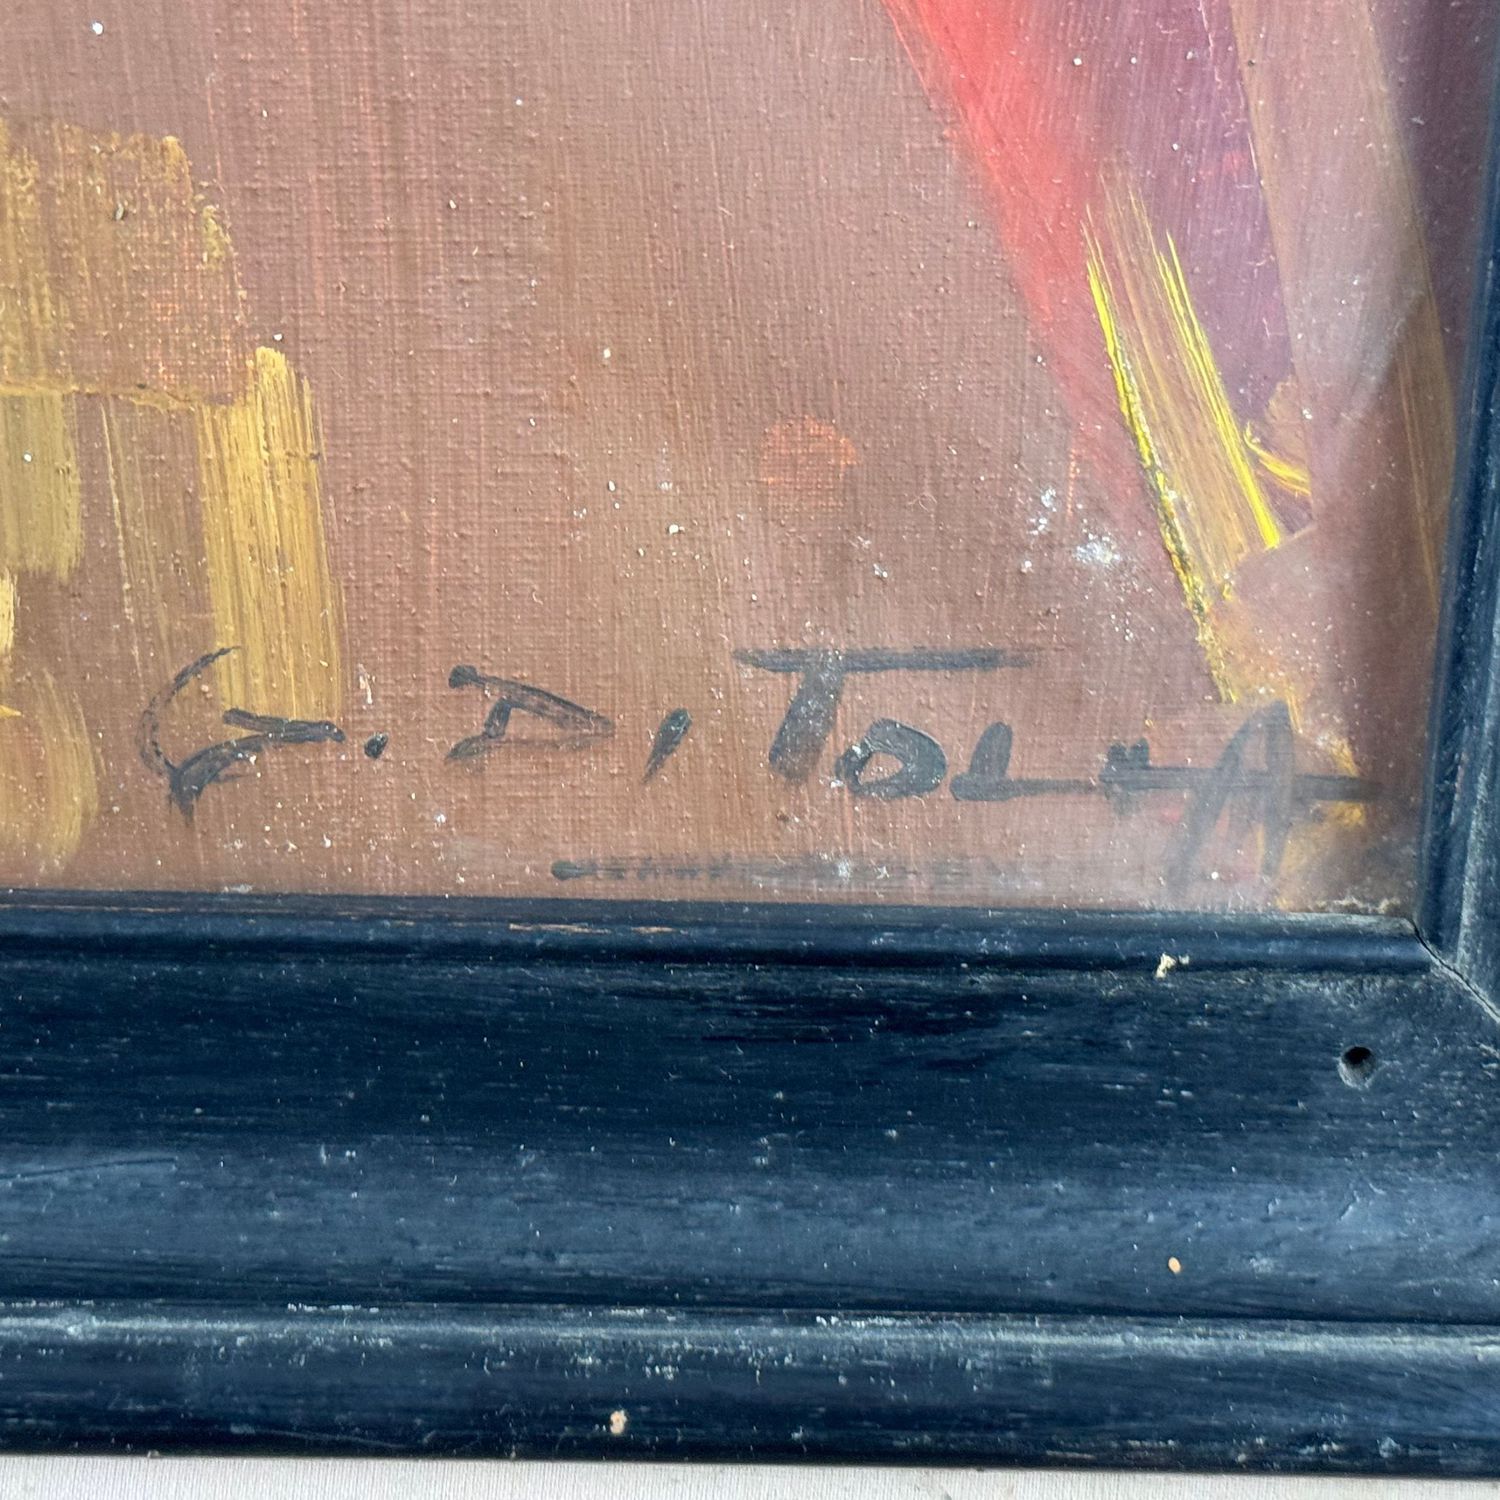 G. Di Tolla